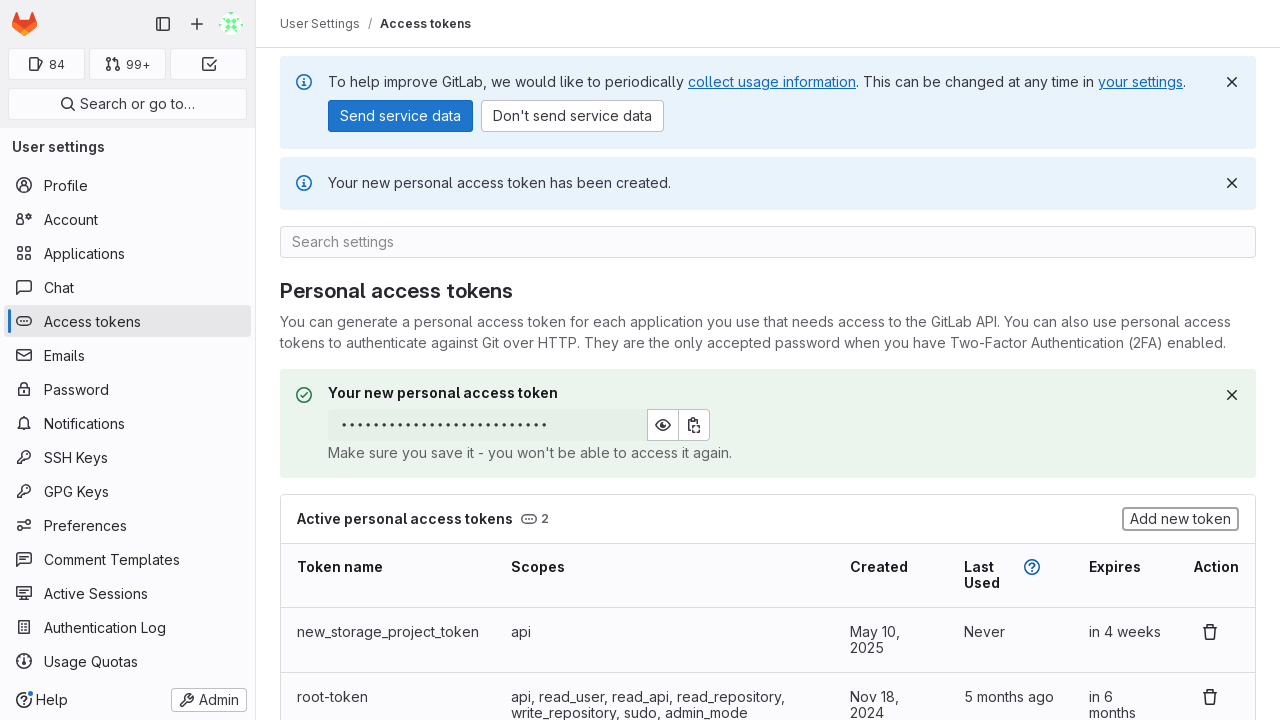 User Settings / Access tokens
84
99+
Search or go to…
User settings
Profile
Account
Applications
Chat
Access tokens
Emails
Password
Notifications
SSH Keys
GPG Keys
Preferences
Comment Templates
Active Sessions
Authentication Log
Usage Quotas
Help
Admin
To help improve GitLab, we would like to periodically collect usage information. This can be changed at any time in your settings.
Send service data
Don't send service data
Your new personal access token has been created.
Search settings
Personal access tokens
You can generate a personal access token for each application you use that needs access to the GitLab API. You can also use personal access
tokens to authenticate against Git over HTTP. They are the only accepted password when you have Two-Factor Authentication (2FA) enabled.
Your new personal access token
••••••••••••••••••••••••••
Make sure you save it - you won't be able to access it again.
Active personal access tokens 2
Add new token
Token name Scopes Created Last Used Expires Action
new_storage_project_token api May 10, 2025 Never in 4 weeks
root-token api, read_user, read_api, read_repository, write_repository, sudo, admin_mode Nov 18, 2024 5 months ago in 6 months